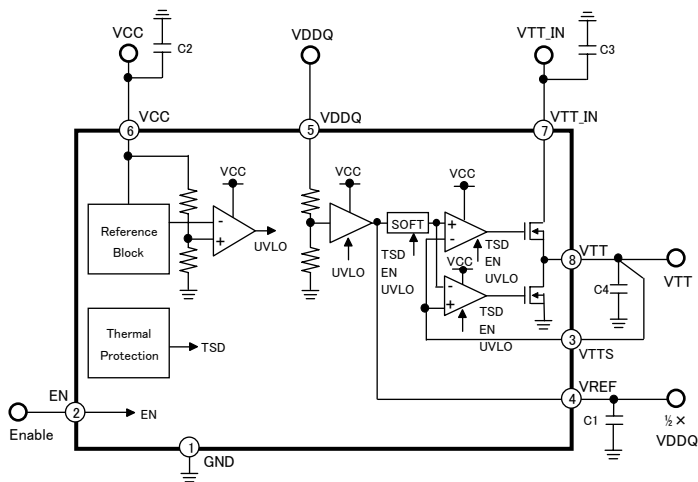 VCC
C2
VDDQ
VTT_IN
C3
6
VCC
5
VDDQ
7
VTT_IN
Reference
Block
VCC
-
+
UVLO
VCC
UVLO
SOFT
TSD
EN
UVLO
VCC
+
-
TSD
EN
UVLO
VCC
-
+
TSD
EN
UVLO
8
VTT
C4
VTT
3
VTTS
Thermal
Protection
TSD
EN
2
EN
Enable
4
VREF
C1
½×
VDDQ
1
GND